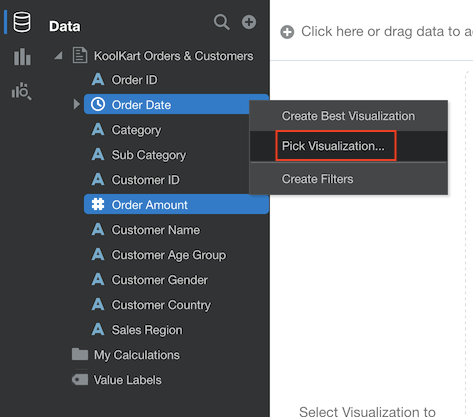 Data
Click here or drag data to a
KoolKart Orders & Customers
Order ID
Order Date
Category
Sub Category
Customer ID
Order Amount
Customer Name
Customer Age Group
Customer Gender
Customer Country
Sales Region
My Calculations
Value Labels
Create Best Visualization
Pick Visualization...
Create Filters
Select Visualization to